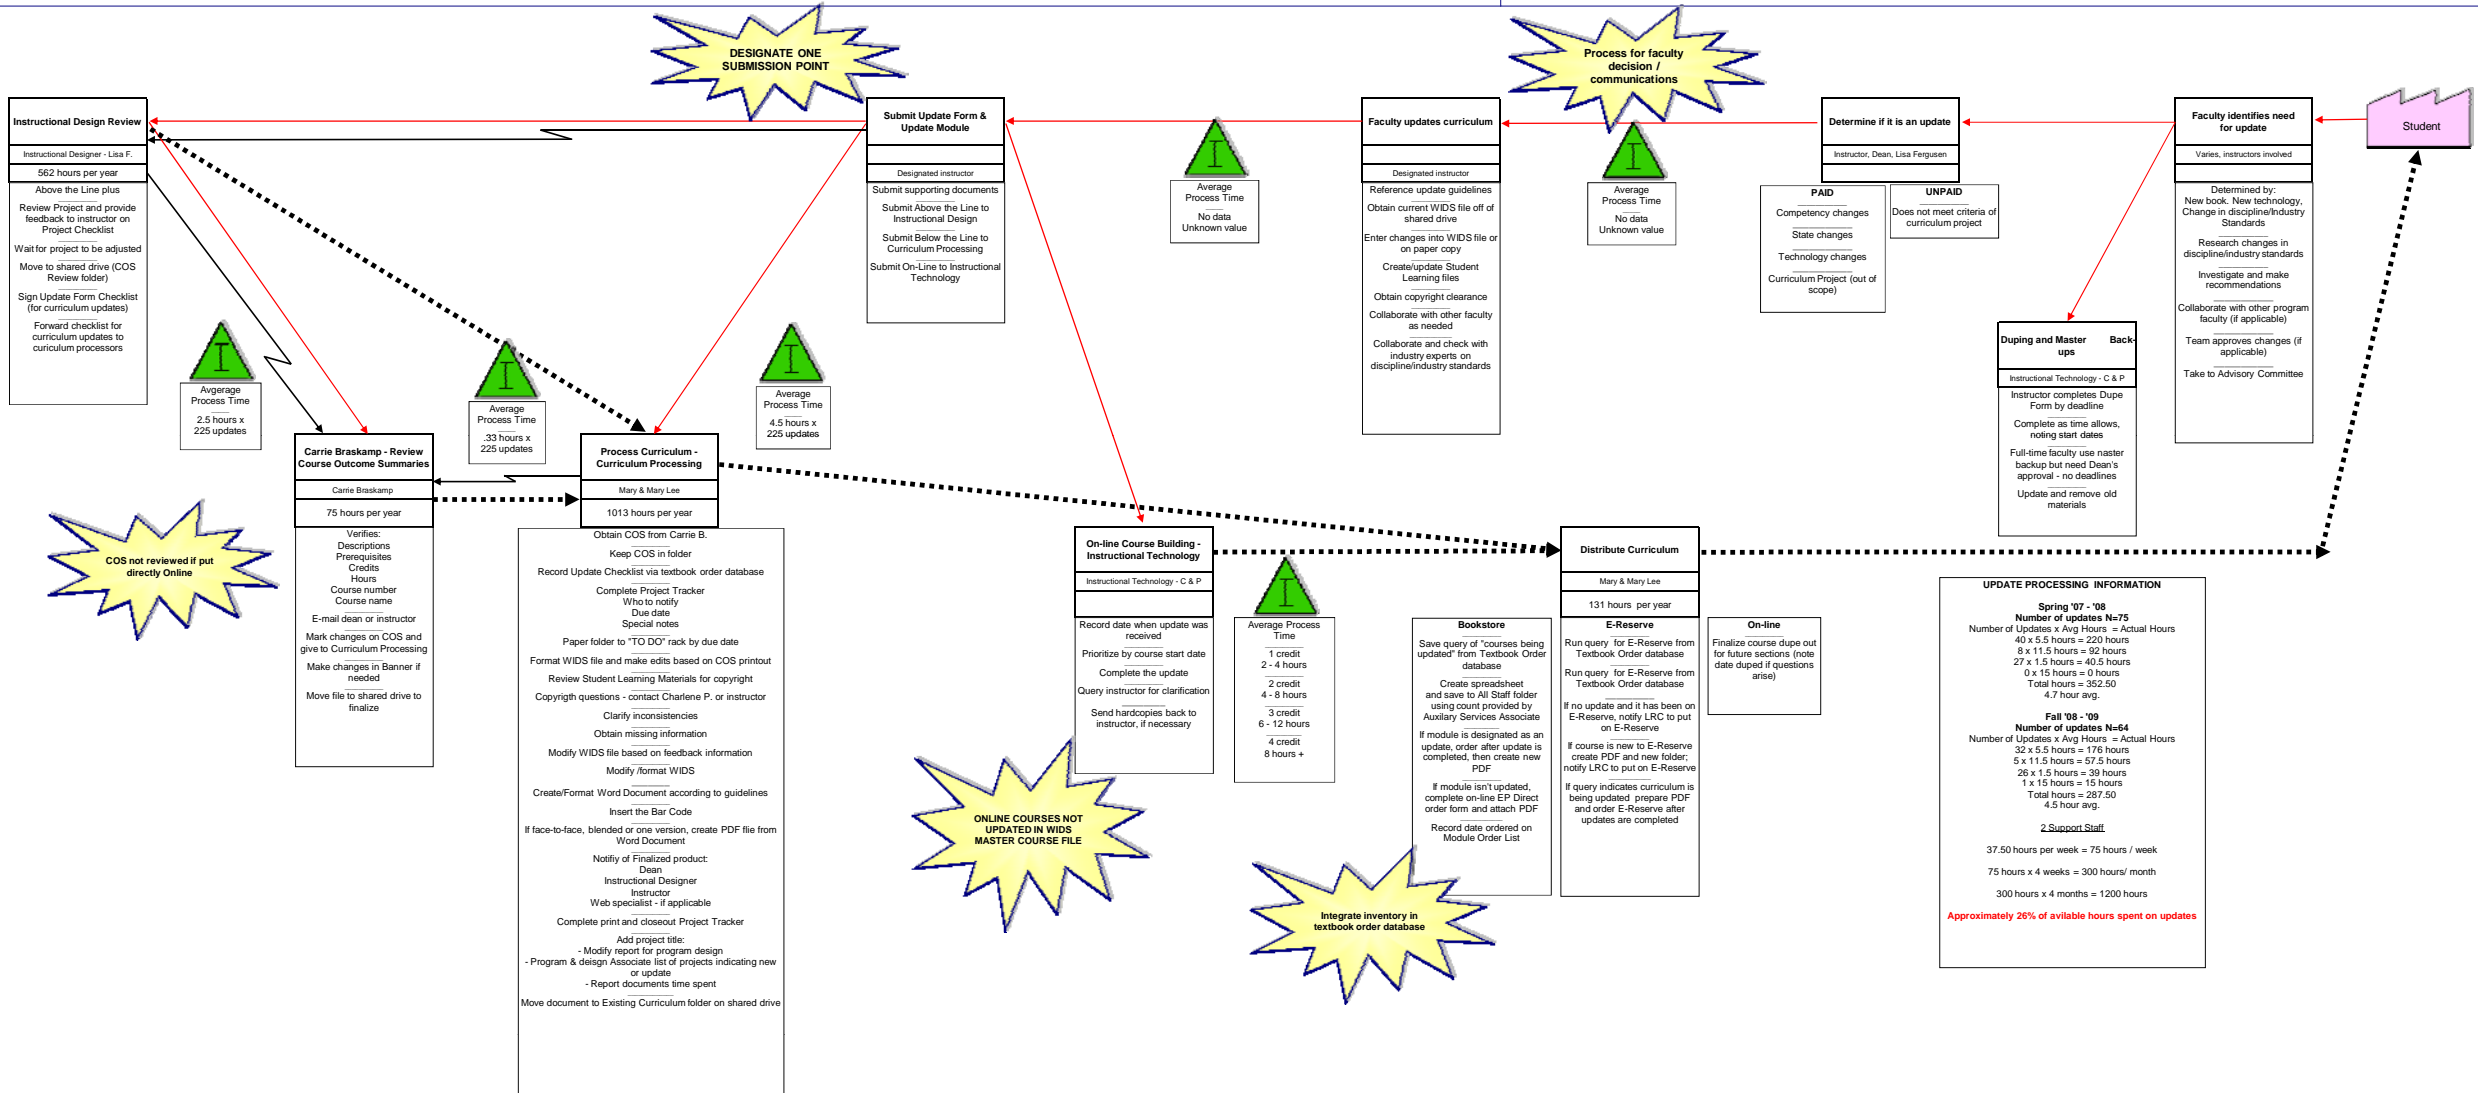 DESIGNATE ONE
SUBMISSION POINT
Process for faculty
decision /
communications
Instructional Design Review
Instructional Designer - Lisa F.
562 hours per year
Above the Line plus
Review Project and provide
feedback to instructor on
Project Checklist
Wait for project to be adjusted
Move to shared drive (COS
Review folder)
Sign Update Form Checklist
(for curriculum updates)
Forward checklist for
curriculum updates to
curiculum processors
Submit Update Form &
Update Module
Designated instructor
Submit supporting documents
Submit Above the Line to
Instructional Design
Submit Below the Line to
Curriculum Processing
Submit On-Line to Instructional
Technology
I
Average
Process Time
No data
Unknown value
Faculty updates curriculum
Designated instructor
Reference update guidelines
Obtain current WIDS file off of
shared drive
Enter changes into WIDS file or
on paper copy
Create/update Student
Learning files
Obtain copyright clearance
Collaborate with other faculty
as needed
Collaborate and check with
industry experts on
discipline/industry standards
I
Average
Process Time
No data
Unknown value
Determine if it is an update
Instructor, Dean, Lisa Fergusen
PAID
Competency changes
State changes
Technology changes
Curriculum Project (out of
scope)
UNPAID
Does not meet criteria of
curriculum project
Faculty identifies need
for update
Varies, instructors involved
Determined by:
New book. New technology,
Change in discipline/Industry
Standards
Research changes in
discipline/industry standards
Investigate and make
recommendations
Collaborate with other program
faculty (if applicable)
Team approves changes (if
applicable)
Take to Advisory Committee
Student
Duping and Master Back-
ups
Instructional Technology - C & P
Instructor completes Dupe
Form by deadline
Complete as time allows,
noting start dates
Full-time faculty use naster
backup but need Dean's
approval - no deadlines
Update and remove old
materials
I
Avgerage
Process Time
2.5 hours x
225 updates
I
Average
Process Time
.33 hours x
225 updates
I
Average
Process Time
4.5 hours x
225 updates
COS not reviewed if put
directly Online
Carrie Braskamp - Review
Course Outcome Summaries
Carrie Braskamp
75 hours per year
Verifies:
Descriptions
Prerequisites
Credits
Hours
Course number
Course name
E-mail dean or instructor
Mark changes on COS and
give to Curriculum Processing
Make changes in Banner if
needed
Move file to shared drive to
finalize
Process Curriculum -
Curriculum Processing
Mary & Mary Lee
1013 hours per year
Obtain COS from Carrie B.
Keep COS in folder
Record Update Checklist via textbook order database
Complete Project Tracker
Who to notify
Due date
Special notes
Paper folder to "TO DO" rack by due date
Format WIDS file and make edits based on COS printout
Review Student Learning Materials for copyright
Copyrigth questions - contact Charlene P. or instructor
Clarify inconsistencies
Obtain missing information
Modify WIDS file based on feedback information
Modify /format WIDS
Create/Format Word Document according to guidelines
Insert the Bar Code
If face-to-face, blended or one version, create PDF flie from
Word Document
Notifiy of Finalized product:
Dean
Instructional Designer
Instructor
Web specialist - if applicable
Complete print and closeout Project Tracker
Add project title:
- Modify report for program design
- Program & deisgn Associate list of projects indicating new
or update
- Report documents time spent
Move document to Existing Curriculum folder on shared drive
On-line Course Building -
Instructional Technology
Instructional Technology - C & P
Record date when update was
received
Prioritize by course start date
Complete the update
Query instructor for clarification
Send hardcopies back to
instructor, if necessary
ONLINE COURSES NOT
UPDATED IN WIDS
MASTER COURSE FILE
I
Average Process
Time
1 credit
2 - 4 hours
2 credit
4 - 8 hours
3 credit
6 - 12 hours
4 credit
8 hours +
Distribute Curriculum
Mary & Mary Lee
131 hours per year
Bookstore
Save query of "courses being
updated" from Textbook Order
database
Create spreadsheet
and save to All Staff folder
using count provided by
Auxilary Services Associate
If module is designated as an
update, order after update is
completed, then create new
PDF
If module isn't updated,
complete on-line EP Direct
order form and attach PDF
Record date ordered on
Module Order List
E-Reserve
Run query for E-Reserve from
Textbook Order database
Run query for E-Reserve from
Textbook Order database
If no update and it has been on
E-Reserve, notify LRC to put
on E-Reserve
If course is new to E-Reserve
create PDF and new folder;
notify LRC to put on E-Reserve
If query indicates curriculum is
being updated prepare PDF
and order E-Reserve after
updates are completed
On-line
Finalize course dupe out
for future sections (note
date duped if questions
arise)
Integrate inventory in
textbook order database
UPDATE PROCESSING INFORMATION
Spring '07 - '08
Number of Updates N=75
Number of Updates x Avg Hours = Actual Hours
40 x 5.5 hours = 220 hours
8 x 11.5 hours = 92 hours
27 x 1.5 hours = 40.5 hours
0 x 15 hours = 0 hours
Total hours = 352.50
4.7 hour avg.
Fall '08 - '09
Number of updates N=64
Number of Updates x Avg Hours = Actual Hours
32 x 5.5 hours = 176 hours
5 x 11.5 hours = 57.5 hours
26 x 1.5 hours = 39 hours
1 x 15 hours = 15 hours
Total hours = 287.50
4.5 hour avg.
2 Support Staff
37.50 hours per week = 75 hours / week
75 hours x 4 weeks = 300 hours/ month
300 hours x 4 months = 1200 hours
Approximately 26% of avilable hours spent on updates